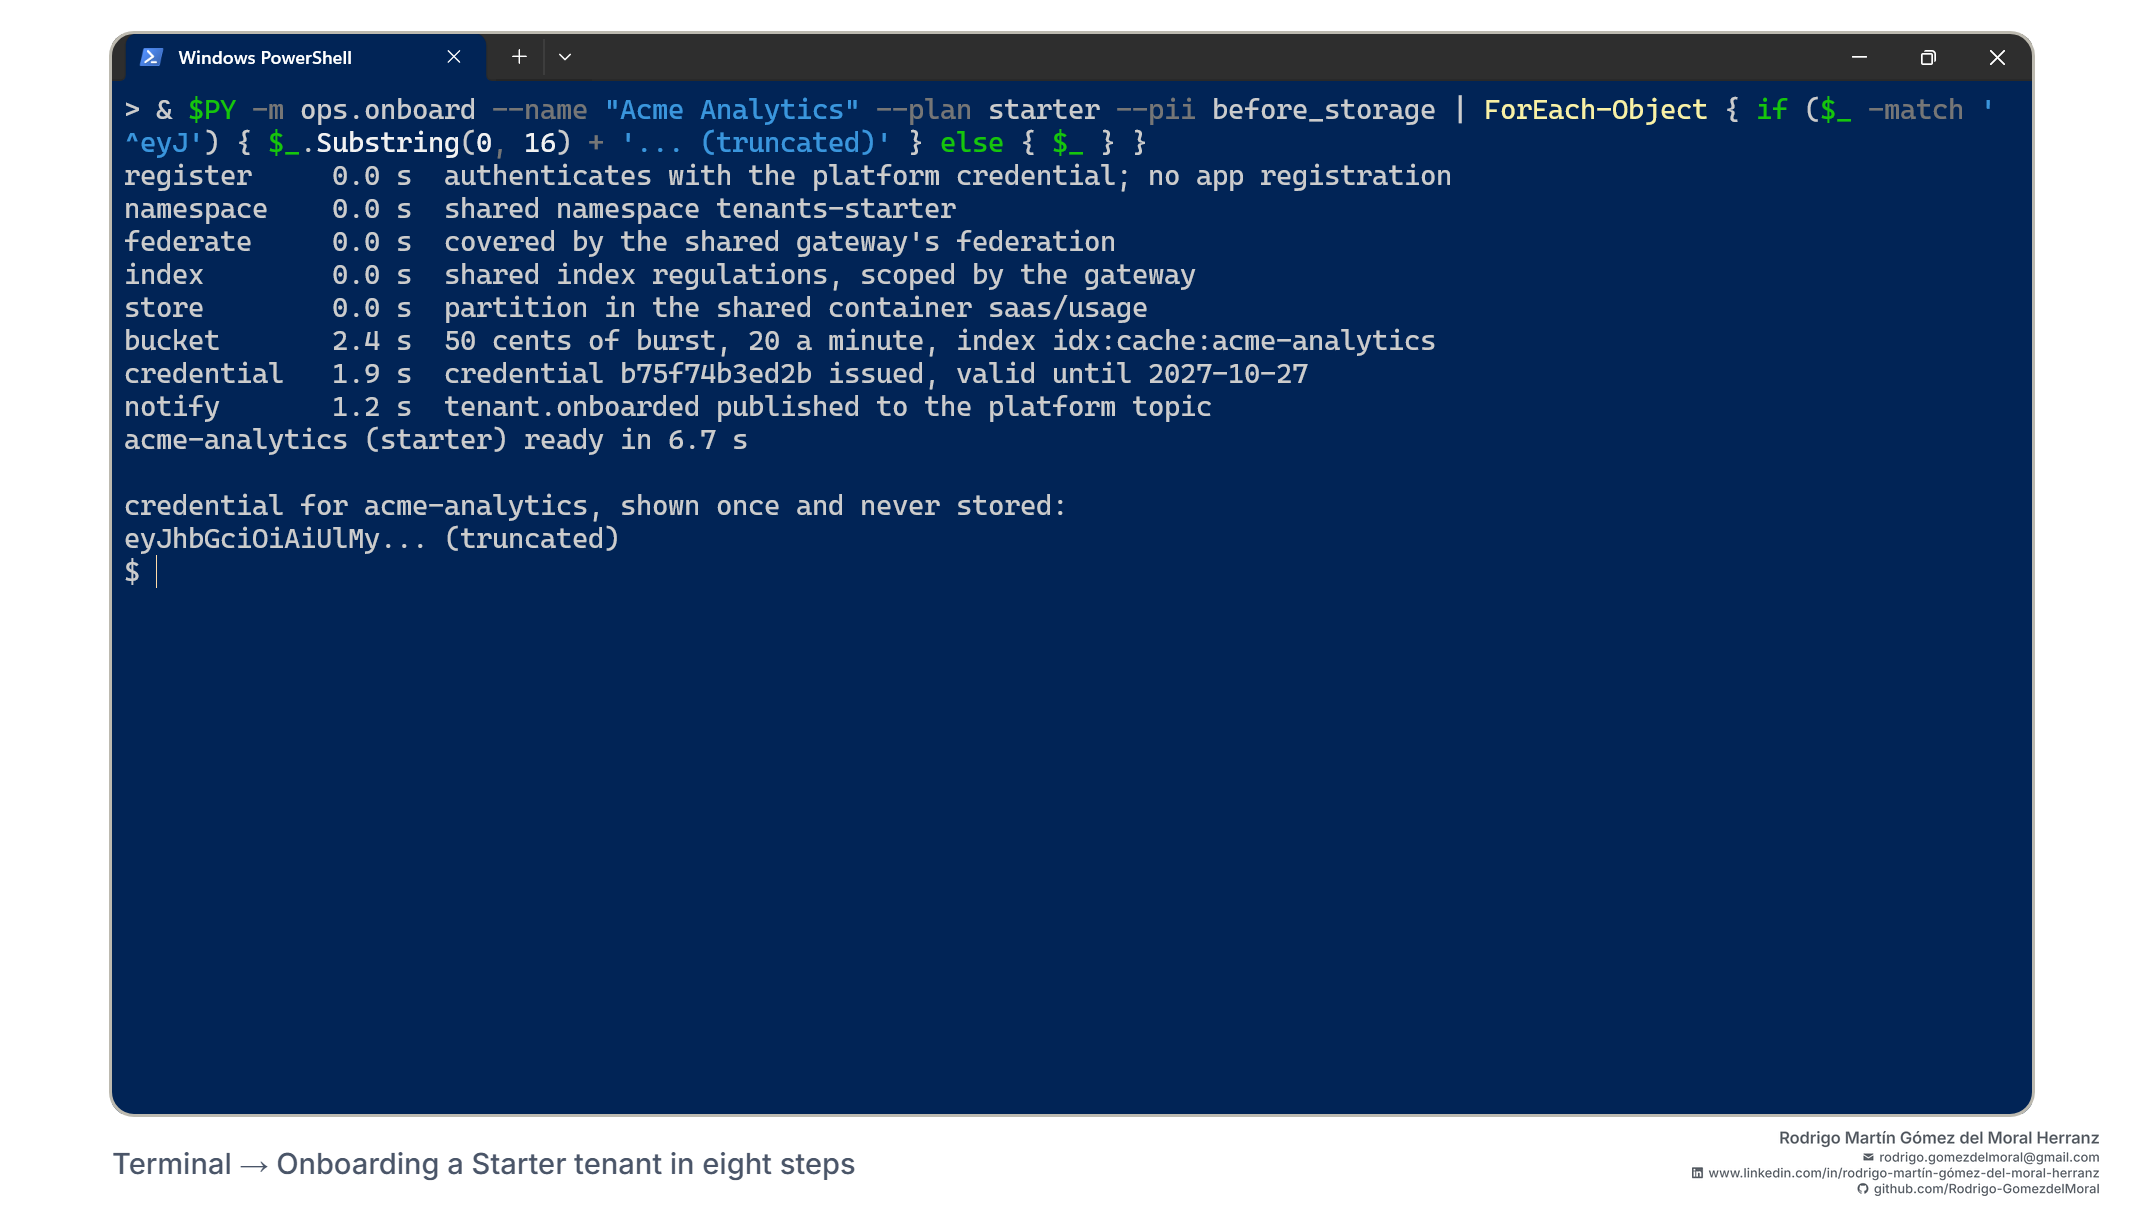 Windows PowerShell
> & $PY -m ops.onboard --name "Acme Analytics" --plan starter --pii before_storage | ForEach-Object { if ($_ -match '
^eyJ') { $_.Substring(0, 16) + '... (truncated)' } else { $_ } }
register     0.0 s  authenticates with the platform credential; no app registration
namespace    0.0 s  shared namespace tenants-starter
federate     0.0 s  covered by the shared gateway's federation
index        0.0 s  shared index regulations, scoped by the gateway
store        0.0 s  partition in the shared container saas/usage
bucket       2.4 s  50 cents of burst, 20 a minute, index idx:cache:acme-analytics
credential   1.9 s  credential b75f74b3ed2b issued, valid until 2027-10-27
notify       1.2 s  tenant.onboarded published to the platform topic
acme-analytics (starter) ready in 6.7 s
credential for acme-analytics, shown once and never stored:
eyJhbGciOiAiUlMy... (truncated)
$
Terminal → Onboarding a Starter tenant in eight steps
Rodrigo Martín Gómez del Moral Herranz
rodrigo.gomezdelmoral@gmail.com
www.linkedin.com/in/rodrigo-martín-gómez-del-moral-herranz
github.com/Rodrigo-GomezdelMoral